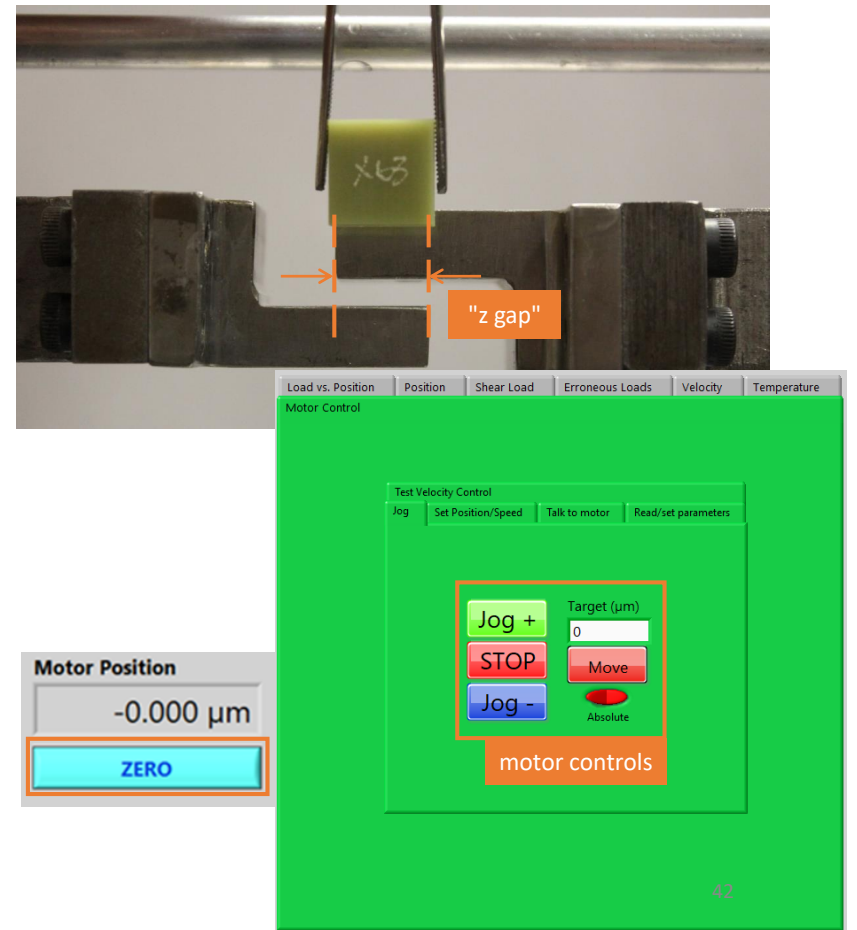 X63
"z gap"
Load vs. Position Position Shear Load Erroneous Loads Velocity Temperature
Motor Control
Test Velocity Control
Jog Set Position/Speed Talk to motor Read/set parameters
Jog + Target (µm)
0
STOP Move
Jog -
Absolute
motor controls
Motor Position
-0.000 µm
ZERO
42